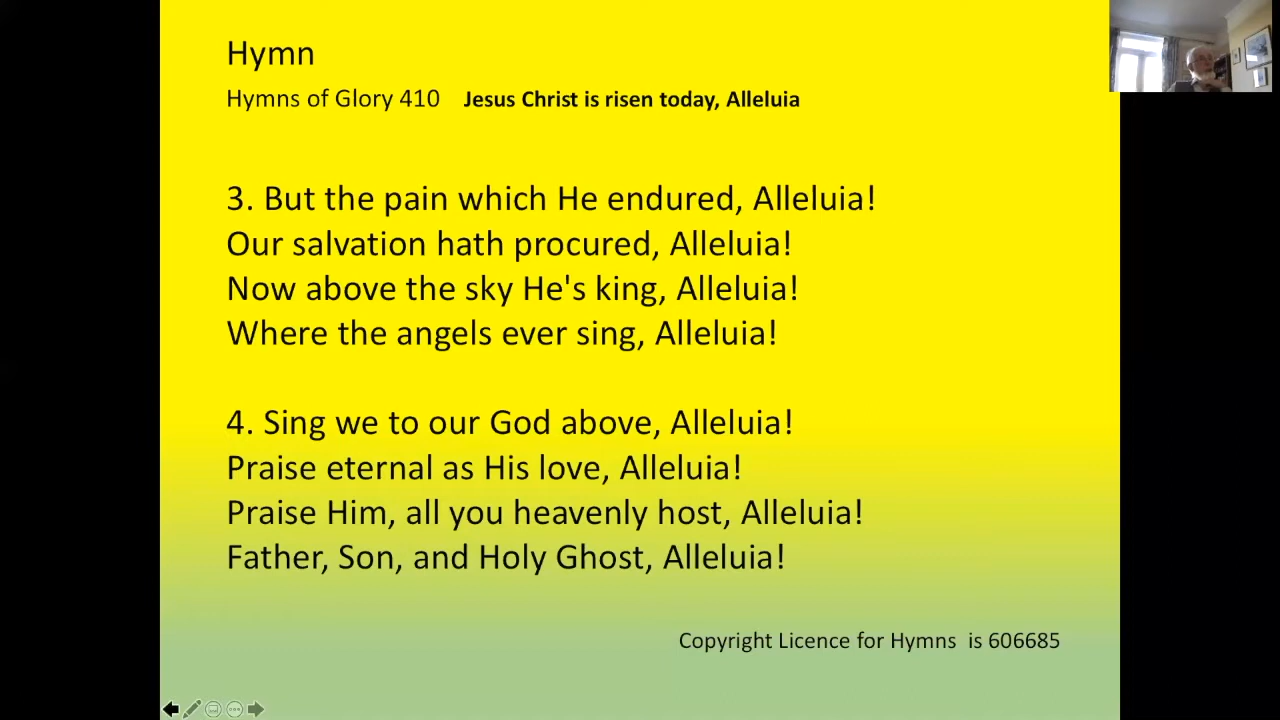 Hymn
Hymns of Glory 410 Jesus Christ is risen today, Alleluia
3. But the pain which He endured, Alleluia!
Our salvation hath procured, Alleluia!
Now above the sky He's king, Alleluia!
Where the angels ever sing, Alleluia!
4. Sing we to our God above, Alleluia!
Praise eternal as His love, Alleluia!
Praise Him, all you heavenly host, Alleluia!
Father, Son, and Holy Ghost, Alleluia!
Copyright Licence for Hymns is 606685